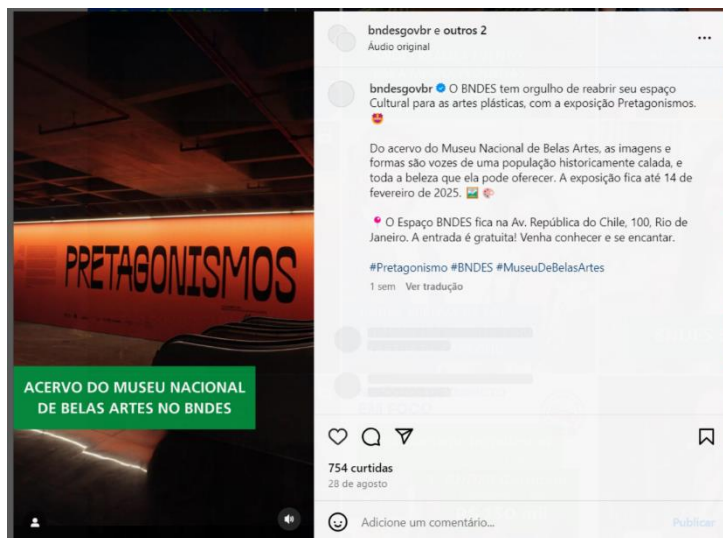 PRETAGONISMOS
ACERVO DO MUSEU NACIONAL
DE BELAS ARTES NO BNDES
bndesgovbr e outros 2
Áudio original
bndesgovbr O BNDES tem orgulho de reabrir seu espaço
Cultural para as artes plásticas, com a exposição Pretagonismos.
Do acervo do Museu Nacional de Belas Artes, as imagens e
formas são vozes de uma população historicamente calada, e
toda a beleza que ela pode oferecer. A exposição fica até 14 de
fevereiro de 2025.
O Espaço BNDES fica na Av. República do Chile, 100, Rio de
Janeiro. A entrada é gratuita! Venha conhecer e se encantar.
#Pretagonismo #BNDES #MuseuDeBelasArtes
1 sem Ver tradução
754 curtidas
28 de agosto
Adicione um comentário... Publicar